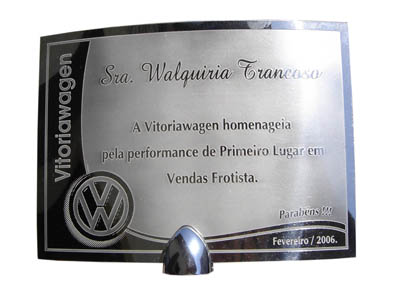 Vitoriawagen
Sra. Walquiria Trancoso
A Vitoriawagen homenageia
pela performance de Primeiro Lugar em
Vendas Frotista.
Parabéns !!!
Fevereiro / 2006.